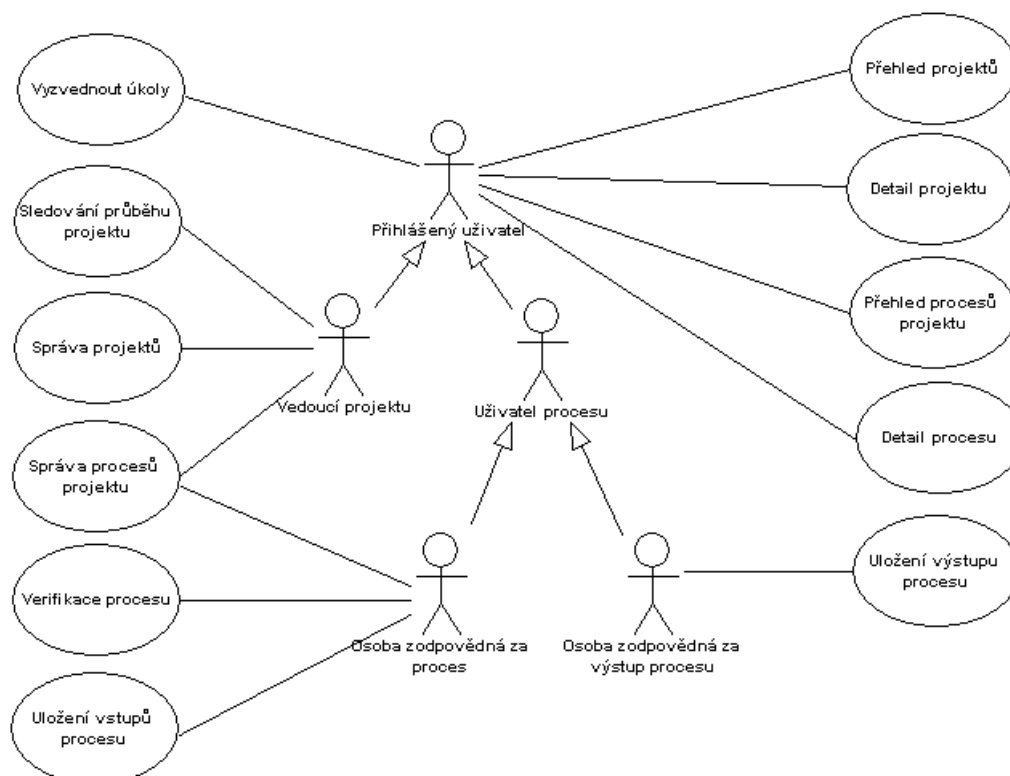 Vyzvednout úkoly
Přehled projektů
Detail projektu
Sledování průběhu
projektu
Přihlášený uživatel
Přehled procesů
projektu
Správa projektů
Vedoucí projektu
Uživatel procesu
Detail procesu
Správa procesů
projektu
Uložení výstupu
procesu
Verifikace procesu
Osoba zodpovědná za
proces
Osoba zodpovědná za
výstup procesu
Uložení vstupů
procesu